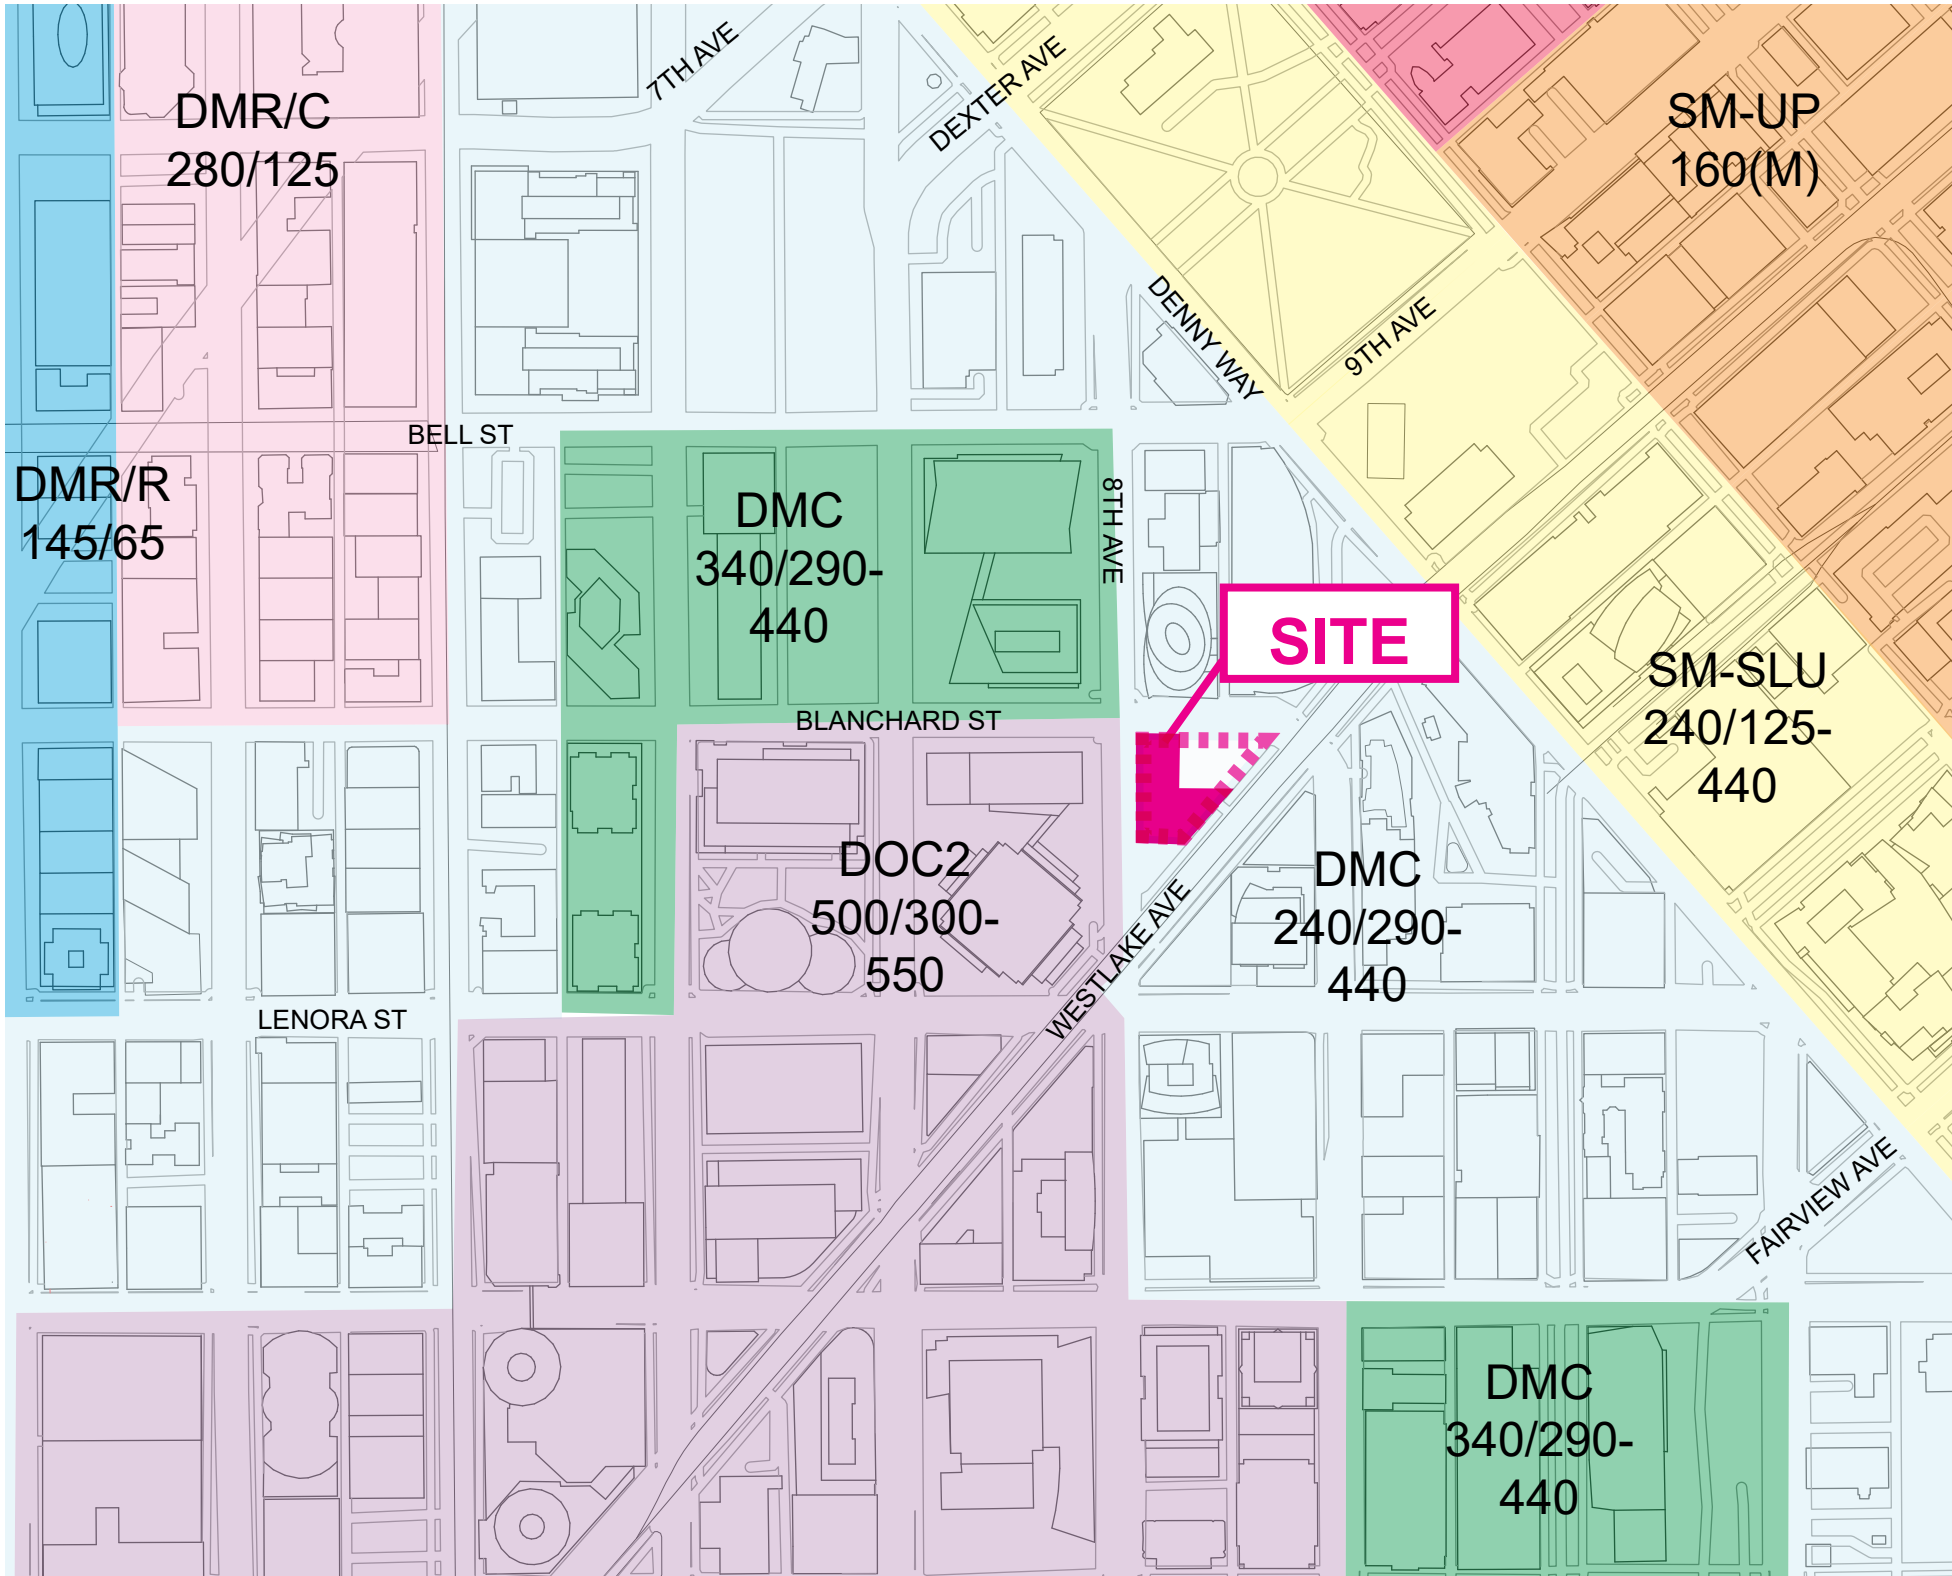 7TH AVE
DEXTER AVE
DMR/C
280/125
SM-UP
160(M)
DENNY WAY
9TH AVE
BELL ST
DMR/R
145/65
DMC
340/290-
440
8TH AVE
SITE
SM-SLU
240/125-
440
BLANCHARD ST
DOC2
500/300-
550
WESTLAKE AVE
DMC
240/290-
440
LENORA ST
FAIRVIEW AVE
DMC
340/290-
440